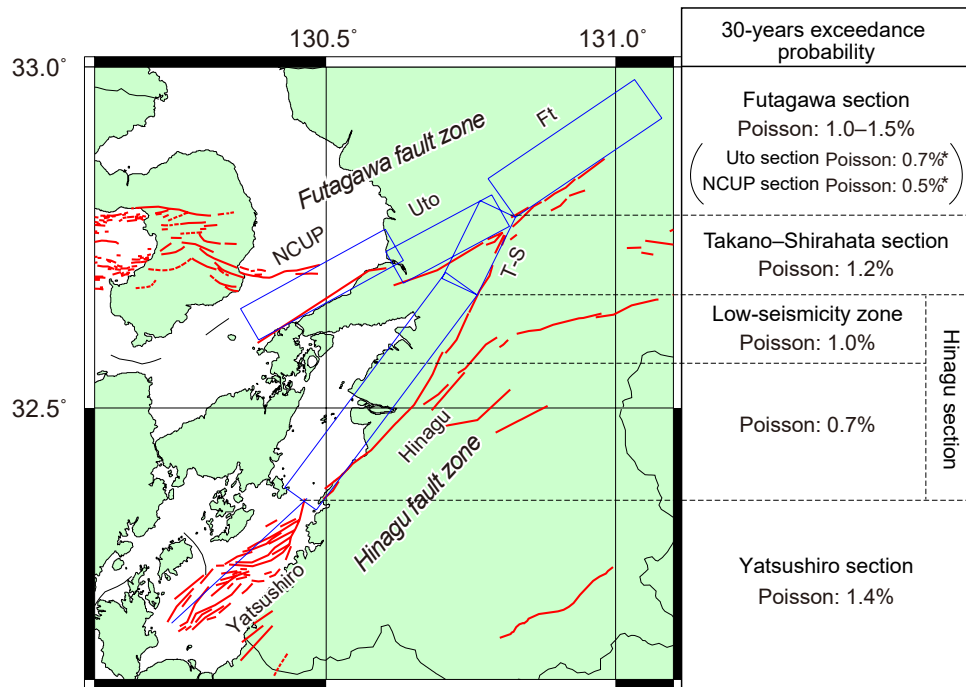 130.5°
131.0°
33.0°
32.5°
Futagawa fault zone
Ft
NCUP
Uto
T-S
Hinagu
Hinagu fault zone
Yatsushiro
30-years exceedance
probability
Futagawa section
Poisson: 1.0–1.5%
Uto section Poisson: 0.7%*
NCUP section Poisson: 0.5%*
Takano–Shirahata section
Poisson: 1.2%
Low-seismicity zone
Poisson: 1.0%
Poisson: 0.7%
Hinagu section
Yatsushiro section
Poisson: 1.4%